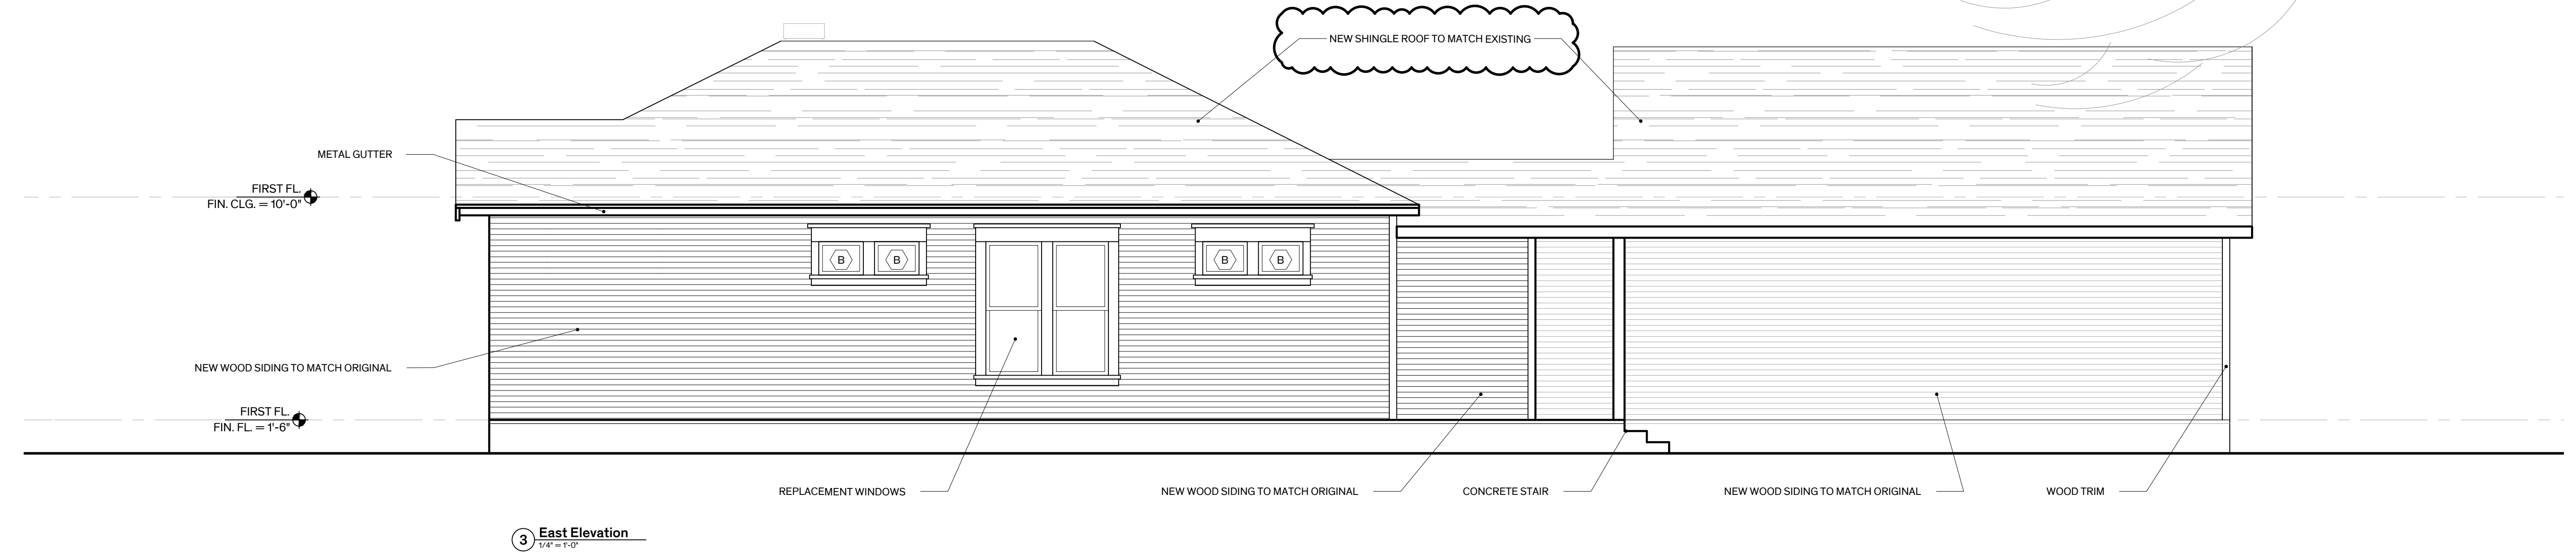 NEW SHINGLE ROOF TO MATCH EXISTING
METAL GUTTER
FIRST FL.
FIN. CLG. = 10'-0"
B
B
B
B
NEW WOOD SIDING TO MATCH ORIGINAL
FIRST FL.
FIN. FL. = 1'-6"
REPLACEMENT WINDOWS
NEW WOOD SIDING TO MATCH ORIGINAL
CONCRETE STAIR
NEW WOOD SIDING TO MATCH ORIGINAL
WOOD TRIM
3
East Elevation
1/4" = 1'-0"